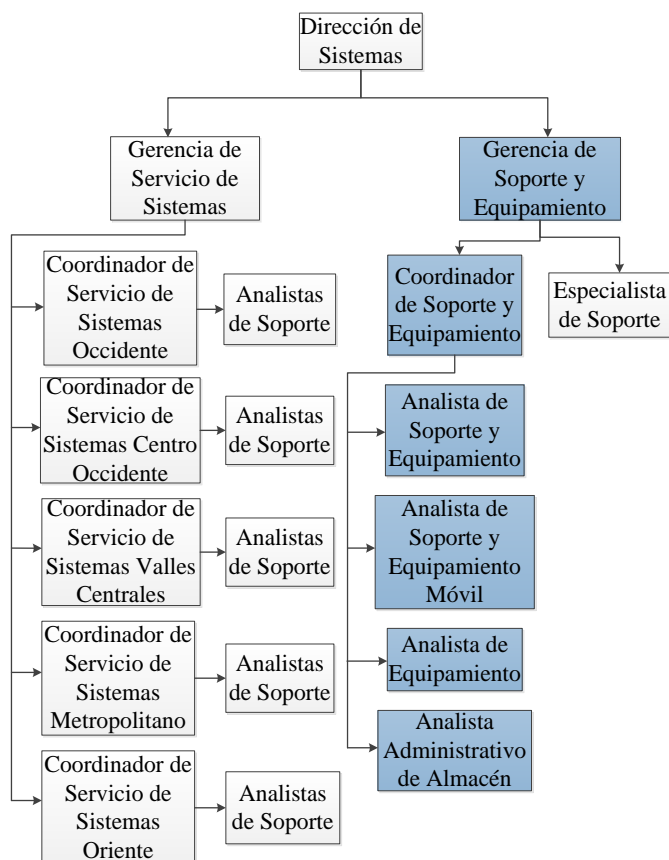 Dirección de
Sistemas
Gerencia de
Servicio de
Sistemas
Gerencia de
Soporte y
Equipamiento
Coordinador de
Servicio de
Sistemas
Occidente
Analistas
de Soporte
Coordinador
de Soporte y
Equipamiento
Especialista
de Soporte
Coordinador de
Servicio de
Sistemas Centro
Occidente
Analistas
de Soporte
Analista de
Soporte y
Equipamiento
Coordinador de
Servicio de
Sistemas Valles
Centrales
Analistas
de Soporte
Analista de
Soporte y
Equipamiento
Móvil
Coordinador de
Servicio de
Sistemas
Metropolitano
Analistas
de Soporte
Analista de
Equipamiento
Analista
Administrativo
de Almacén
Coordinador de
Servicio de
Sistemas
Oriente
Analistas
de Soporte